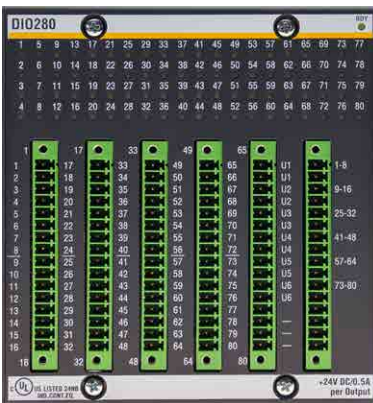 DIO280 RDY
1 5 9 13 17 21 25 29 33 37 41 45 49 53 57 61 65 69 73 77
2 6 10 14 18 22 26 30 34 38 42 46 50 54 58 62 66 70 74 78
3 7 11 15 19 23 27 31 35 39 43 47 51 55 59 63 67 71 75 79
4 8 12 16 20 24 28 32 36 40 44 48 52 56 60 64 68 72 76 80
1 17 33 49 65
1 17 33 49 65 U1 1-8
2 18 34 50 66 U1
3 19 35 51 67 U2 9-16
4 20 36 52 68 U2
5 21 37 53 69 U3 25-32
6 22 38 54 70 U3
7 23 39 55 71 U4 41-48
8 24 40 56 72 U4
9 25 41 57 73 U5 57-64
10 26 42 58 74 U5
11 27 43 59 75 U6 73-80
12 28 44 60 76 U6
13 29 45 61 77
14 30 46 62 78 —
15 31 47 63 79 —
16 32 48 64 80 —
16 32 48 64 80
c UL US LISTED 34ND +24V DC/0.5A
IND.CONT.EQ. per Output